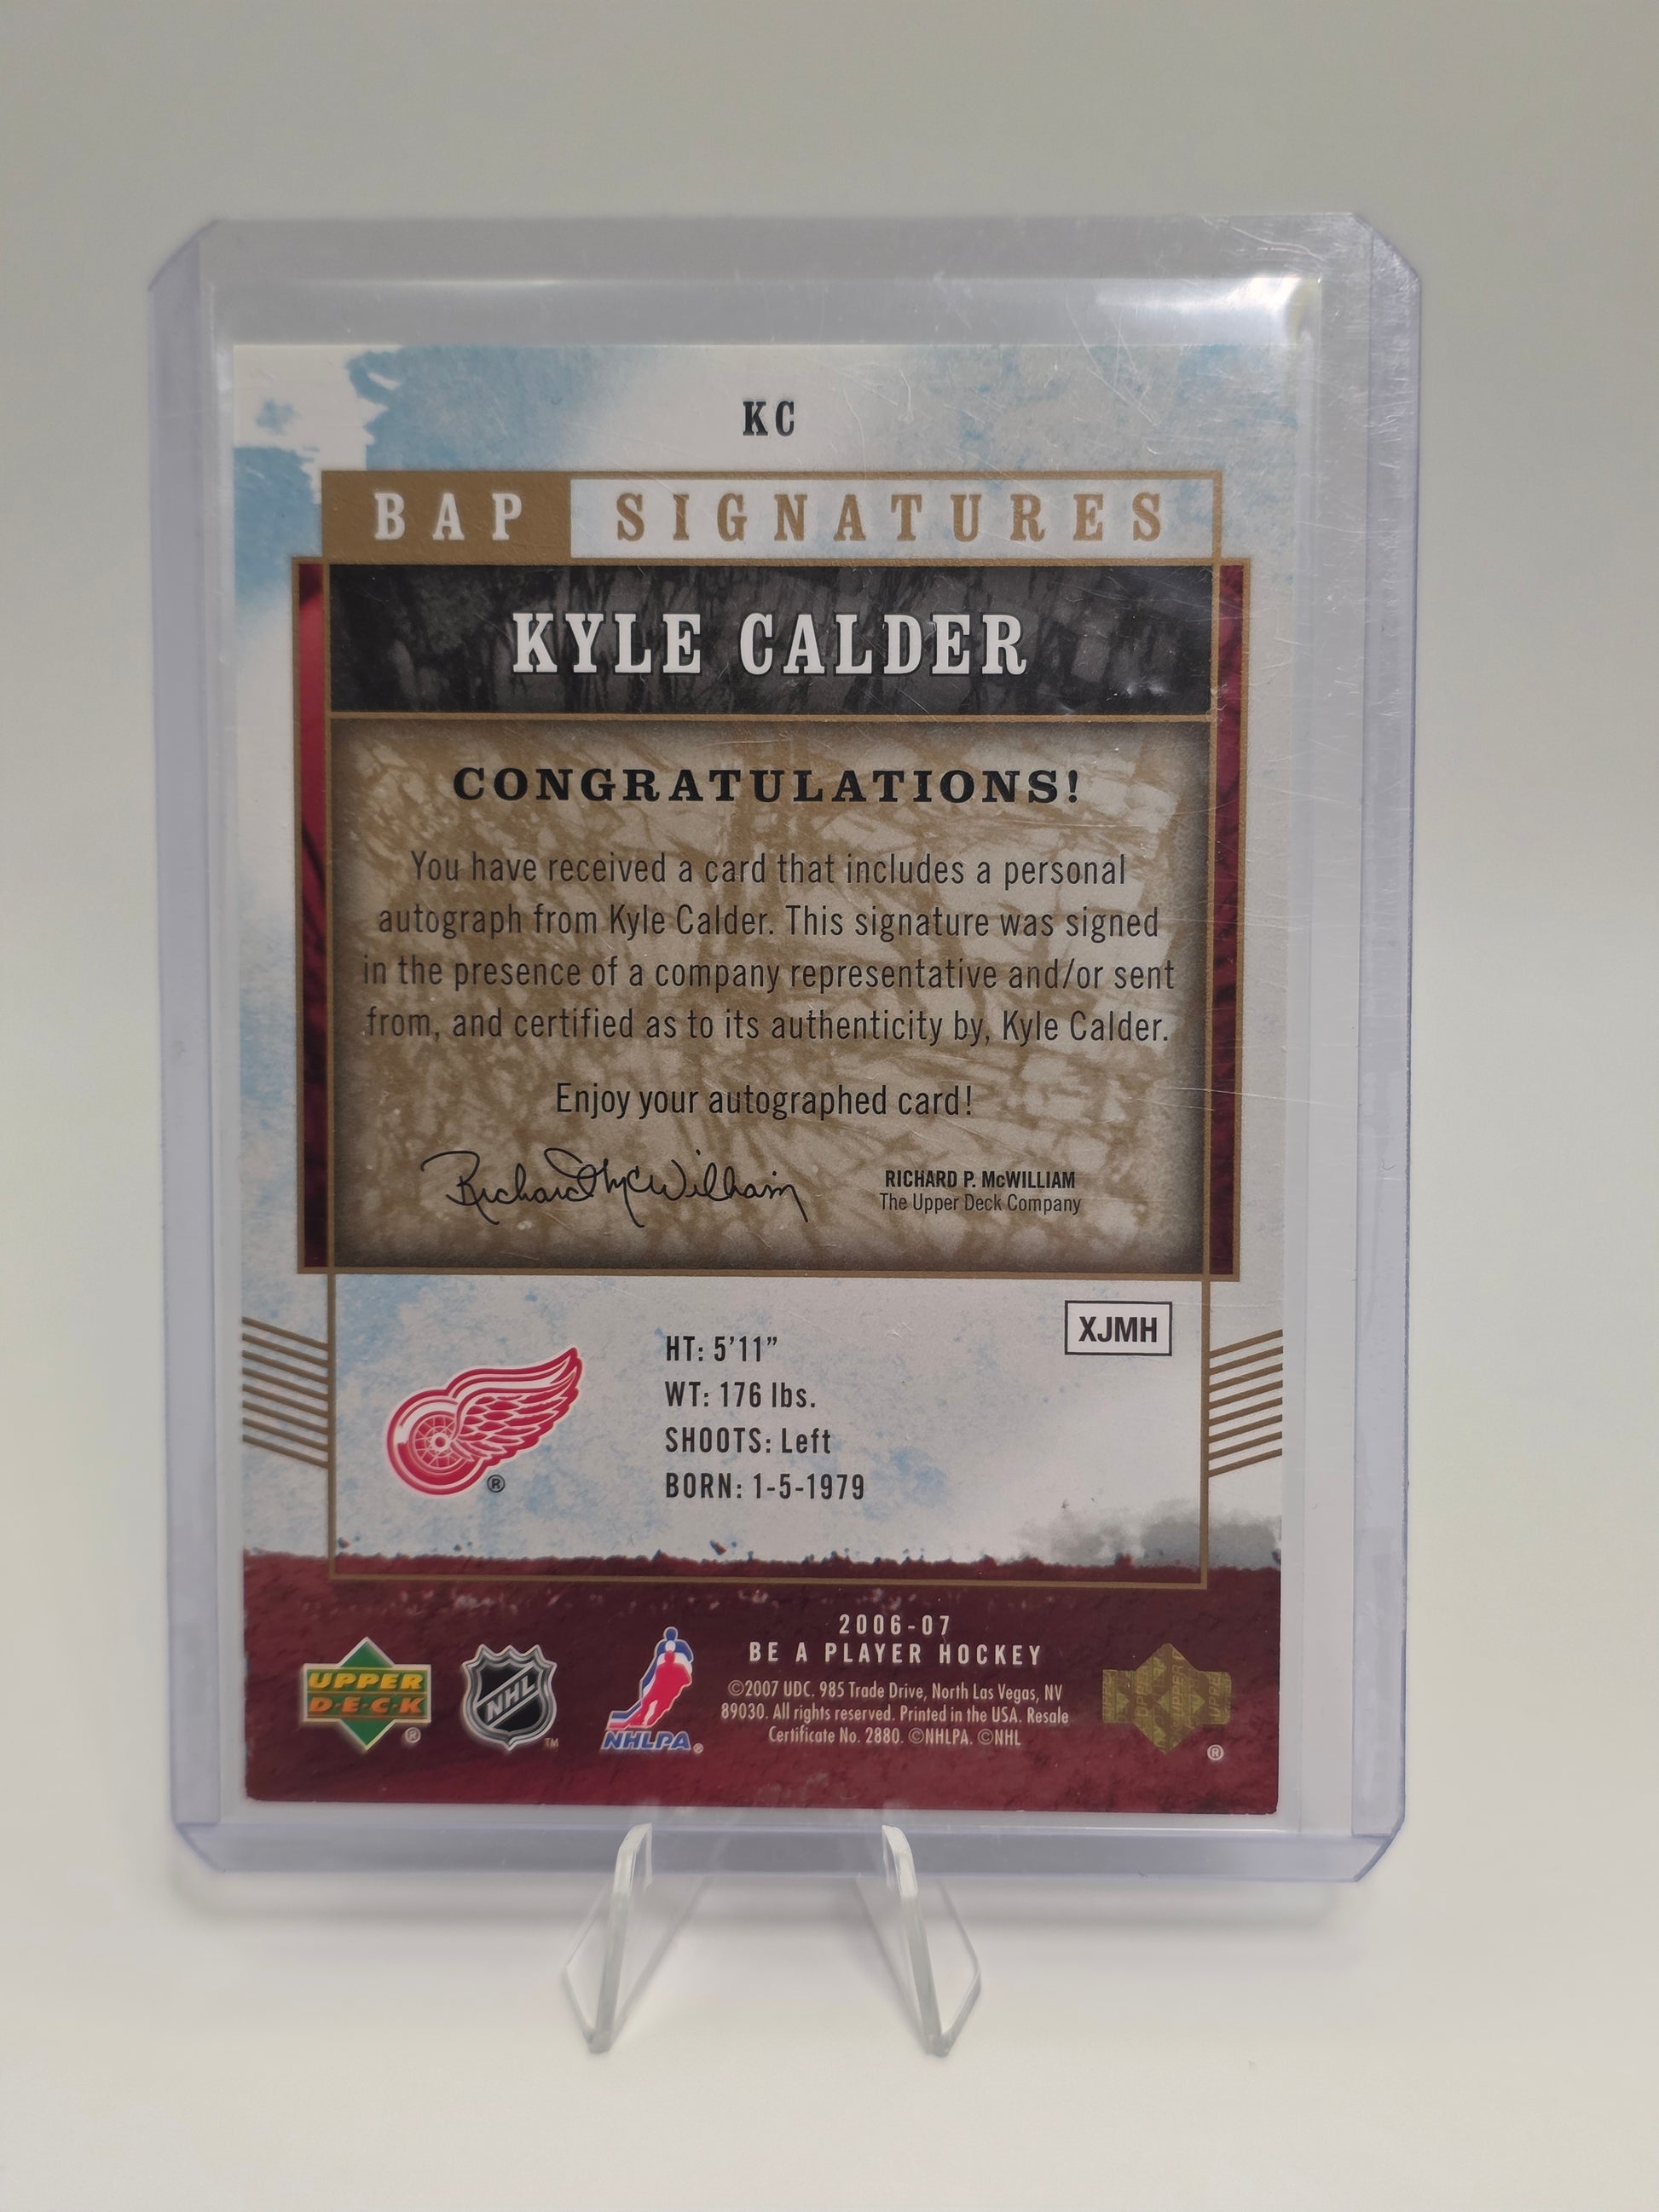 KC
BAP SIGNATURES
KYLE CALDER
CONGRATULATIONS!
You have received a card that includes a personal
autograph from Kyle Calder. This signature was signed
in the presence of a company representative and/or sent
from, and certified as to its authenticity by, Kyle Calder.
Enjoy your autographed card!
Richard McWilliam
RICHARD P. McWILLIAM
The Upper Deck Company
XJMH
HT: 5'11"
WT: 176 lbs.
SHOOTS: Left
BORN: 1-5-1979
®
UPPER
D·E·C·K
®
NHL
TM
NHLPA®
2006-07
BE A PLAYER HOCKEY
©2007 UDC. 985 Trade Drive, North Las Vegas, NV
89030. All rights reserved. Printed in the USA. Resale
Certificate No. 2880. ©NHLPA. ©NHL
UPPER
®